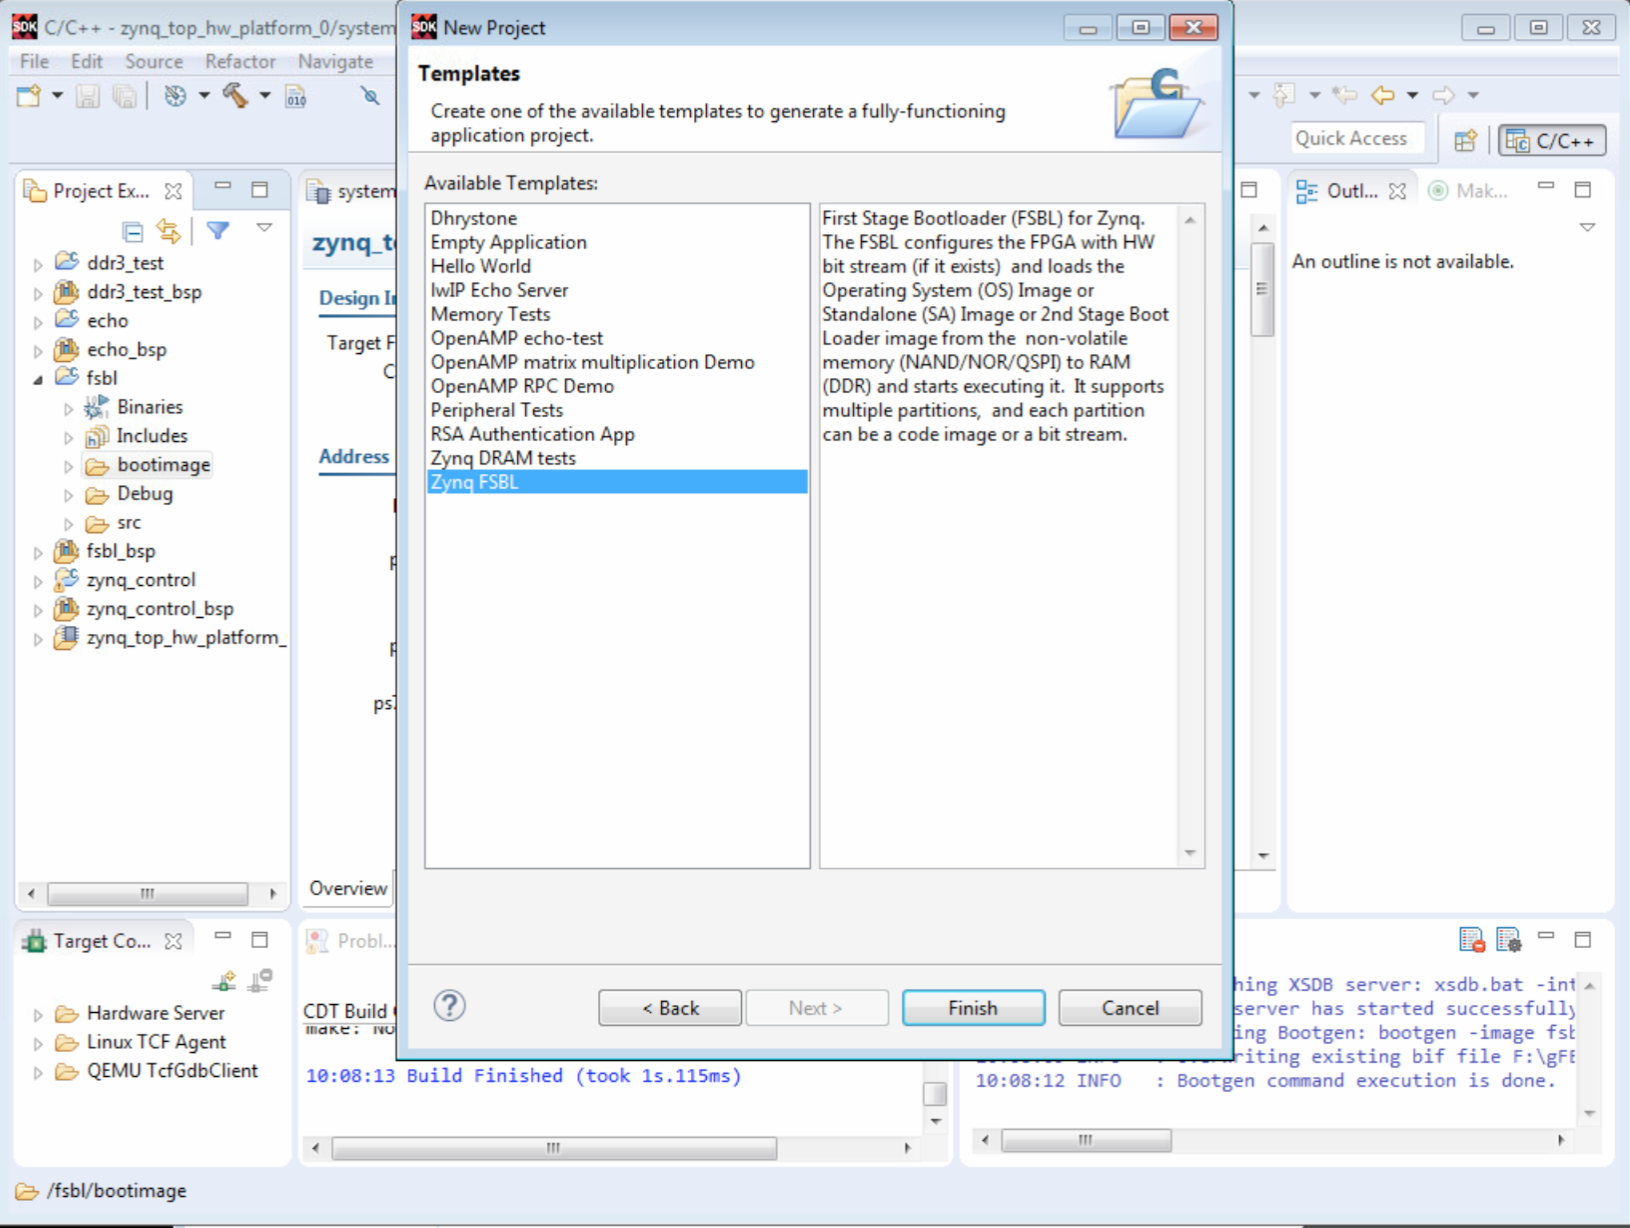 SDK C/C++ - zynq_top_hw_platform_0/system
SDK New Project
File Edit Source Refactor Navigate
Templates
Create one of the available templates to generate a fully-functioning
application project.
010
Quick Access
C/C++
Project Ex...
system
Outl...
Mak...
Available Templates:
zynq_t
Design I
Target F
C
Address
ps7
Overview
ddr3_test
ddr3_test_bsp
echo
echo_bsp
fsbl
Binaries
Includes
bootimage
Debug
src
fsbl_bsp
zynq_control
zynq_control_bsp
zynq_top_hw_platform_
Dhrystone
Empty Application
Hello World
lwIP Echo Server
Memory Tests
OpenAMP echo-test
OpenAMP matrix multiplication Demo
OpenAMP RPC Demo
Peripheral Tests
RSA Authentication App
Zynq DRAM tests
Zynq FSBL
First Stage Bootloader (FSBL) for Zynq.
The FSBL configures the FPGA with HW
bit stream (if it exists) and loads the
Operating System (OS) Image or
Standalone (SA) Image or 2nd Stage Boot
Loader image from the non-volatile
memory (NAND/NOR/QSPI) to RAM
(DDR) and starts executing it. It supports
multiple partitions, and each partition
can be a code image or a bit stream.
An outline is not available.
< Back
Next >
Finish
Cancel
Target Co...
Hardware Server
Linux TCF Agent
QEMU TcfGdbClient
Probl...
CDT Build
make: No
10:08:13 Build Finished (took 1s.115ms)
hing XSDB server: xsdb.bat -int
server has started successfully
ing Bootgen: bootgen -image fsb
writing existing bif file F:\gFE
10:08:12 INFO : Bootgen command execution is done.
/fsbl/bootimage